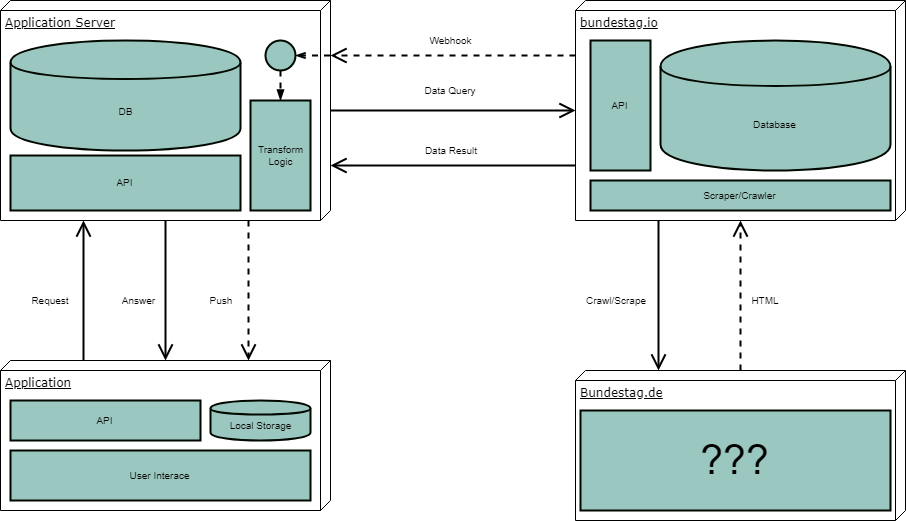 Application Server
bundestag.io
Webhook
DB
Data Query
API
Database
Transform
Logic
Data Result
API
Scraper/Crawler
Request
Answer
Push
Crawl/Scrape
HTML
Application
Bundestag.de
API
Local Storage
???
User Interace